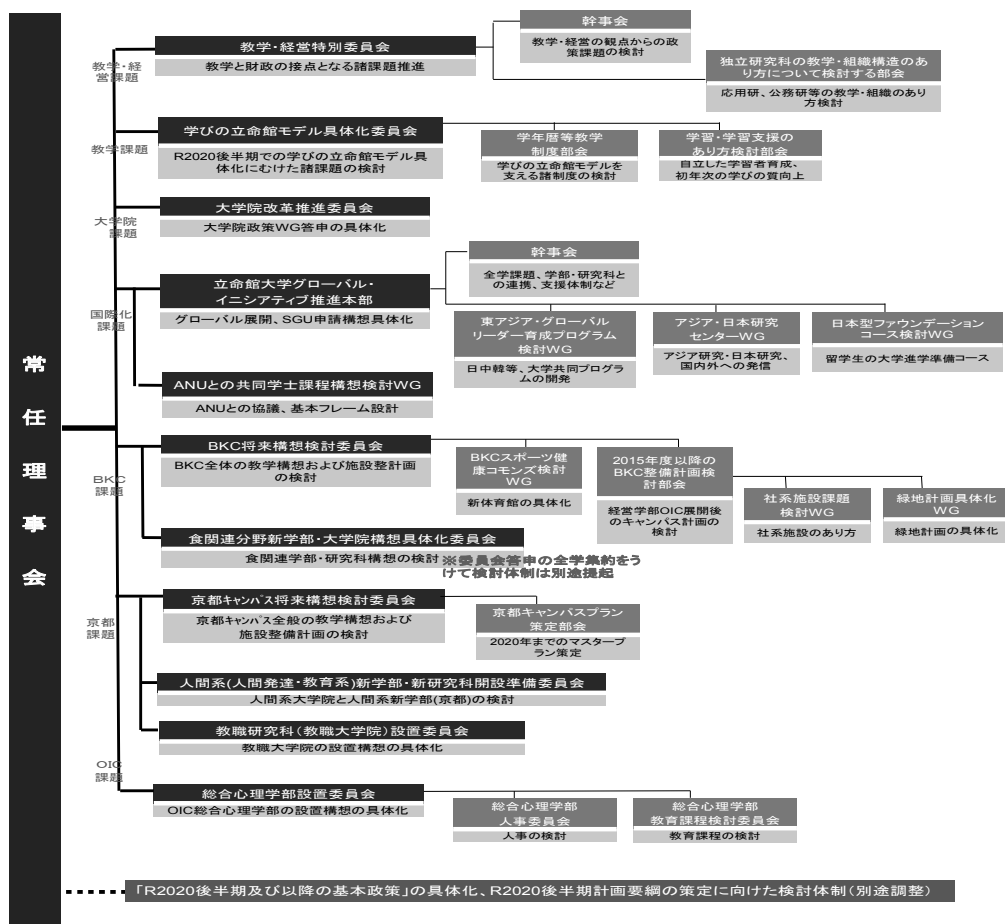 常任理事会
教学・経
営課題
教学・経営特別委員会
教学と財政の接点となる諸課題推進
幹事会
教学・経営の観点からの政
策課題の検討
独立研究科の教学・組織構造のあ
り方について検討する部会
応用研、公務研等の教学・組織のあり
方検討
教学課題
学びの立命館モデル具体化委員会
R2020後半期での学びの立命館モデル具
体化にむけた諸課題の検討
学年暦等教学
制度部会
学びの立命館モデルを
支える諸制度の検討
学習・学習支援の
あり方検討部会
自立した学習者育成、
初年次の学びの質向上
大学院
課題
大学院改革推進委員会
大学院政策WG答申の具体化
国際化
課題
立命館大学グローバル・
イニシアティブ推進本部
グローバル展開、SGU申請構想具体化
幹事会
全学課題、学部・研究科と
の連携、支援体制など
東アジア・グローバル
リーダー育成プログラム
検討WG
日中韓等、大学共同プログラ
ムの開発
アジア・日本研究
センターWG
アジア研究・日本研究、
国内外への発信
日本型ファウンデーション
コース検討WG
留学生の大学進学準備コース
ANUとの共同学士課程構想検討WG
ANUとの協議、基本フレーム設計
BKC
課題
BKC将来構想検討委員会
BKC全体の教学構想および施設整計画
の検討
BKCスポーツ健
康コモンズ検討
WG
新体育館の具体化
2015年度以降の
BKC整備計画検
討部会
経営学部OIC展開後
のキャンパス計画の
検討
社系施設課題
検討WG
社系施設のあり方
緑地計画具体化
WG
緑地計画の具体化
食関連分野新学部・大学院構想具体化委員会
食関連学部・研究科構想の検討
※委員会答申の全学集約をう
けて検討体制は別途提起
京都
課題
京都キャンパス将来構想検討委員会
京都キャンパス全般の教学構想および
施設整備計画の検討
京都キャンパスプラン
策定部会
2020年までのマスタープ
ラン策定
人間系(人間発達・教育系)新学部・新研究科開設準備委員会
人間系大学院と人間系新学部(京都)の検討
教職研究科(教職大学院)設置委員会
教職大学院の設置構想の具体化
OIC
課題
総合心理学部設置委員会
OIC総合心理学部の設置構想の具体化
総合心理学部
人事委員会
人事の検討
総合心理学部
教育課程検討委員会
教育課程の検討
「R2020後半期及び以降の基本政策」の具体化、R2020後半期計画要綱の策定に向けた検討体制(別途調整)